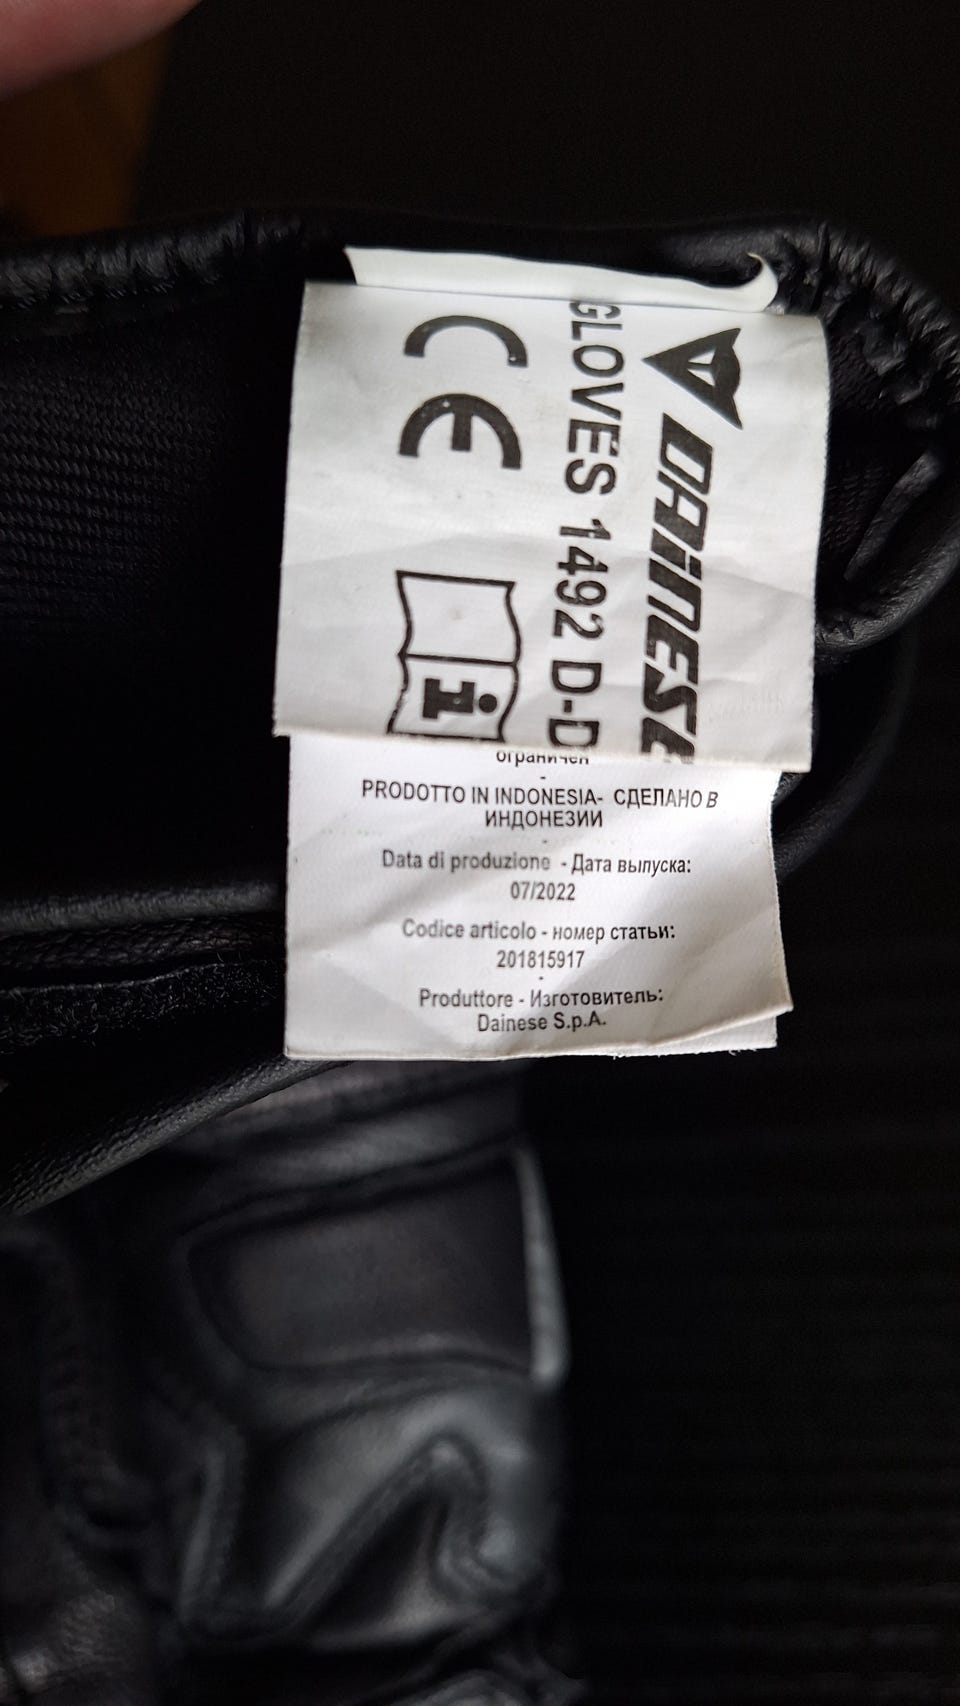 DAINESE
GLOVES 1492 D-D
CE
i
ограничен
-
PRODOTTO IN INDONESIA- СДЕЛАНО В
ИНДОНЕЗИИ
-
Data di produzione - Дата выпуска:
07/2022
Codice articolo - номер статьи:
201815917
-
Produttore - Изготовитель:
Dainese S.p.A.